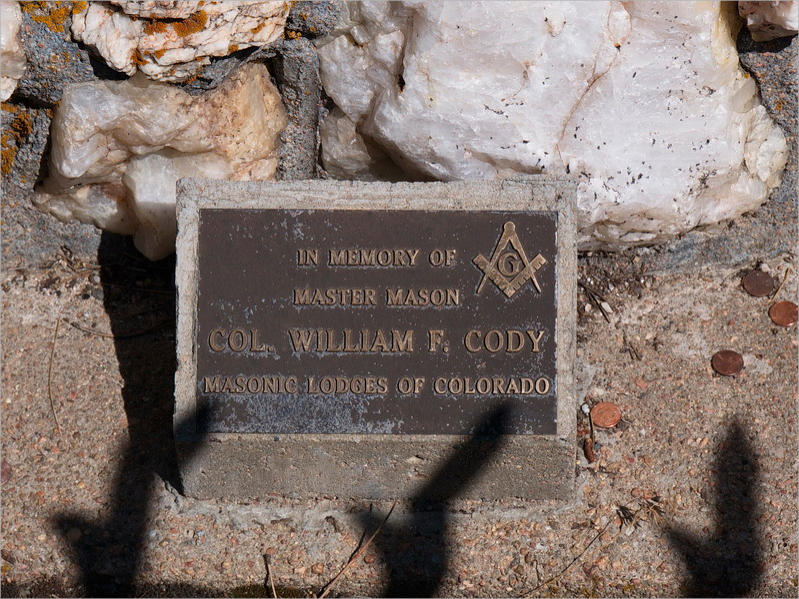 IN MEMORY OF
G
MASTER MASON
COL. WILLIAM F. CODY
MASONIC LODGES OF COLORADO